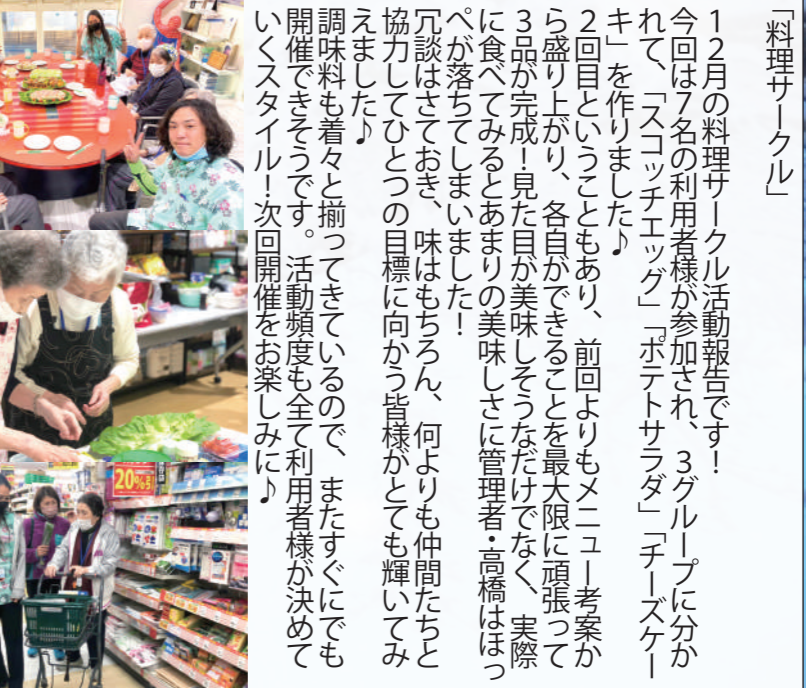 「料理サークル」
12月の料理サークル活動報告です！
今回は7名の利用者様が参加され、3グループに分か
れて、「スコッチエッグ」「ポテトサラダ」「チーズケー
キ」を作りました♪
2回目ということもあり、前回よりもメニュー考案か
ら盛り上がり、各自ができることを最大限に頑張って
3品が完成！見た目が美味しそうなだけでなく、実際
に食べてみるとあまりの美味しさに管理者・高橋はほっ
ぺが落ちてしまいました！
冗談はさておき、味はもちろん、何よりも仲間たちと
協力してひとつの目標に向かう皆様がとても輝いてみ
えました♪
調味料も着々と揃ってきているので、またすぐにでも
開催できそうです。活動頻度も全て利用者様が決めて
いくスタイル！次回開催をお楽しみに♪
20%引